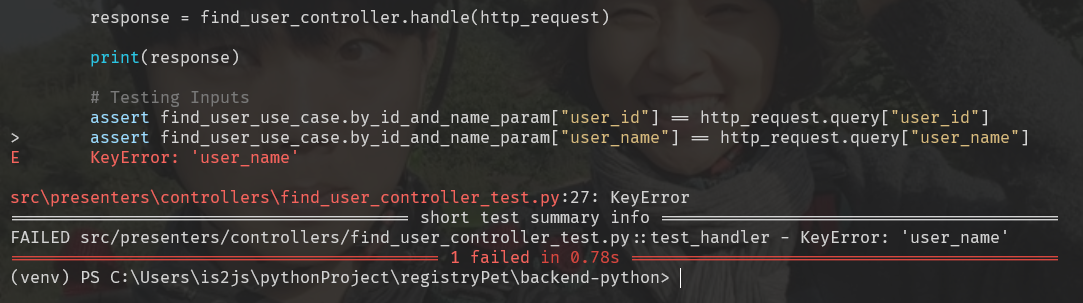 response = find_user_controller.handle(http_request)
print(response)
# Testing Inputs
assert find_user_use_case.by_id_and_name_param["user_id"] == http_request.query["user_id"]
> assert find_user_use_case.by_id_and_name_param["user_name"] == http_request.query["user_name"]
E KeyError: 'user_name'
src\presenters\controllers\find_user_controller_test.py:27: KeyError
short test summary info
FAILED src/presenters/controllers/find_user_controller_test.py::test_handler - KeyError: 'user_name'
1 failed in 0.78s
(venv) PS C:\Users\is2js\pythonProject\registryPet\backend-python>